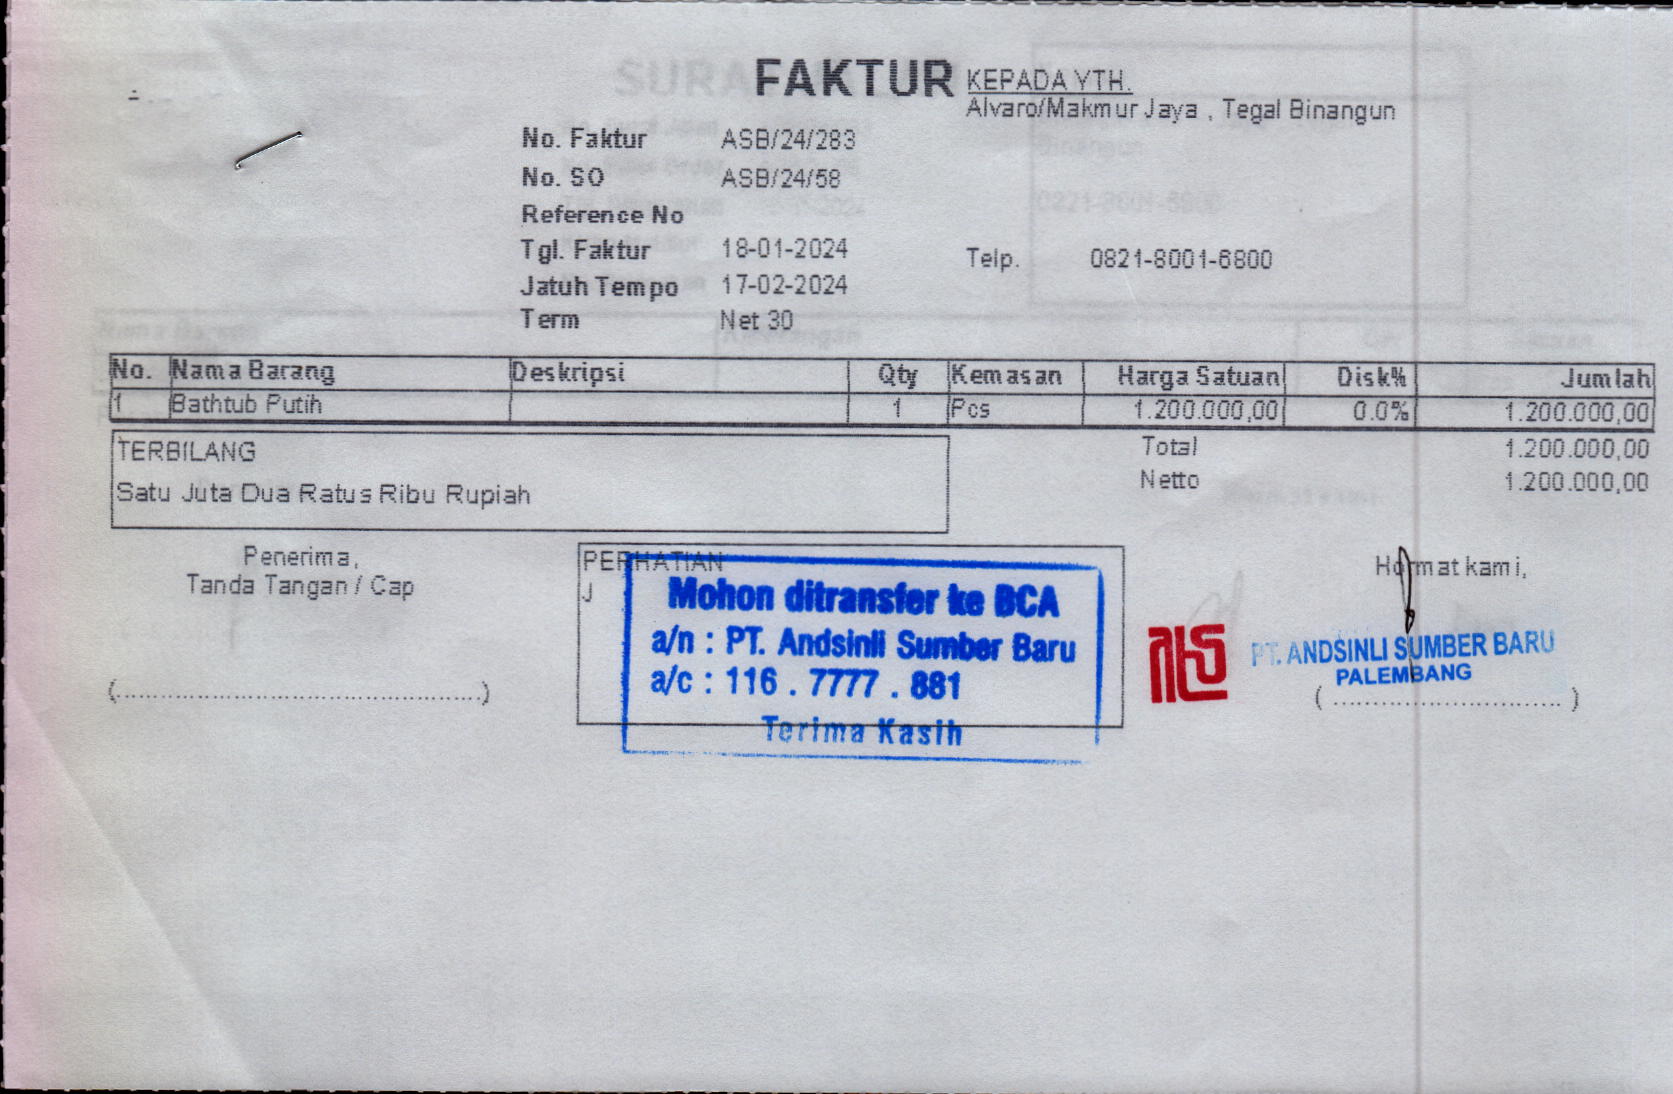 FAKTUR
KEPADA YTH.
Alvaro/Makmur Jaya , Tegal Binangun
No. Faktur ASB/24/283
No. SO ASB/24/58
Reference No
Tgl. Faktur 18-01-2024
Telp. 0821-8001-6800
Jatuh Tempo 17-02-2024
Term Net 30
No. Nama Barang Deskripsi Qty Kemasan Harga Satuan Disk% Jumlah
1 Bathtub Putih 1 Pcs 1.200.000,00 0.0% 1.200.000,00
TERBILANG
Satu Juta Dua Ratus Ribu Rupiah
Total 1.200.000,00
Netto 1.200.000,00
Penerima,
Tanda Tangan / Cap
(..........................................)
PERHATIAN
J
Mohon ditransfer ke BCA
a/n : PT. Andsinli Sumber Baru
a/c : 116 . 7777 . 881
Terima Kasih
Hormat kami,
PT. ANDSINLI SUMBER BARU
PALEMBANG
( ............................ )